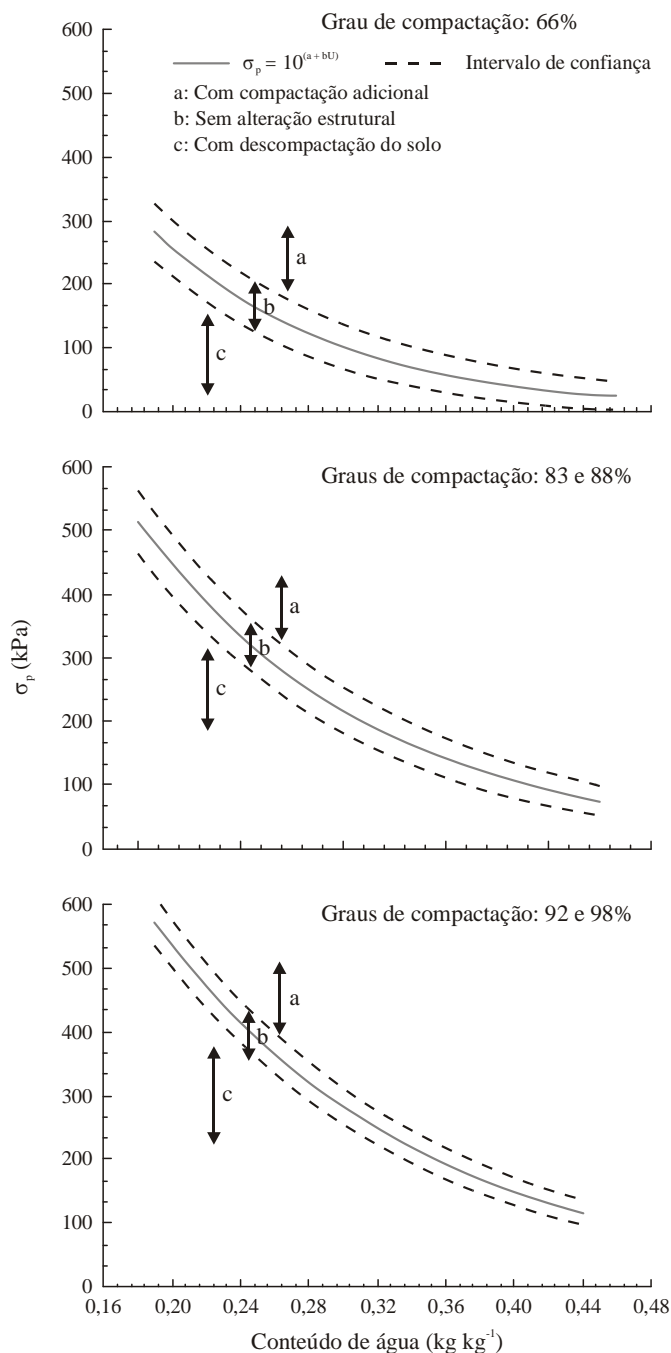 Grau de compactação: 66%
600
σp = 10(a + bU) Intervalo de confiança
500
a: Com compactação adicional
b: Sem alteração estrutural
400
c: Com descompactação do solo
300
a
200
b
c
100
0
600
Graus de compactação: 83 e 88%
500
400
a
300
b
c
200
100
0
σp (kPa)
600
Graus de compactação: 92 e 98%
500
a
400
b
300
c
200
100
0
0,16 0,20 0,24 0,28 0,32 0,36 0,40 0,44 0,48
Conteúdo de água (kg kg-1)